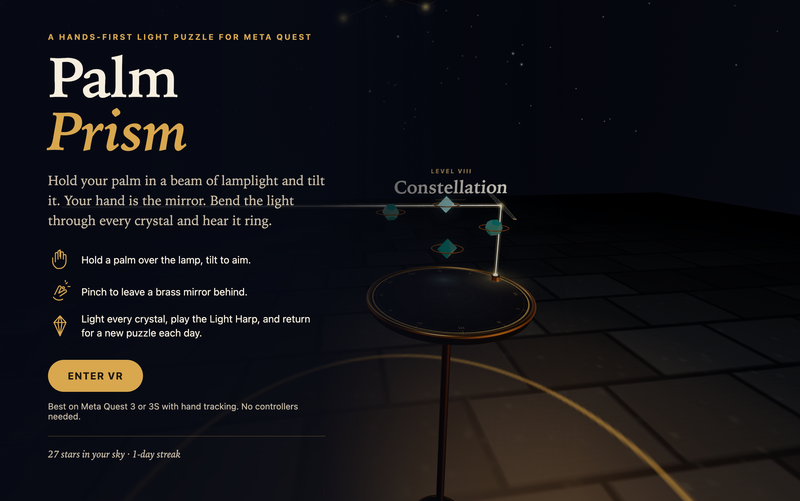 A HANDS-FIRST LIGHT PUZZLE FOR META QUEST
Palm
Prism
Hold your palm in a beam of lamplight and tilt
it. Your hand is the mirror. Bend the light
through every crystal and hear it ring.
Hold a palm over the lamp, tilt to aim.
Pinch to leave a brass mirror behind.
Light every crystal, play the Light Harp, and return
for a new puzzle each day.
ENTER VR
Best on Meta Quest 3 or 3S with hand tracking. No controllers
needed.
27 stars in your sky · 1-day streak
LEVEL VIII
Constellation